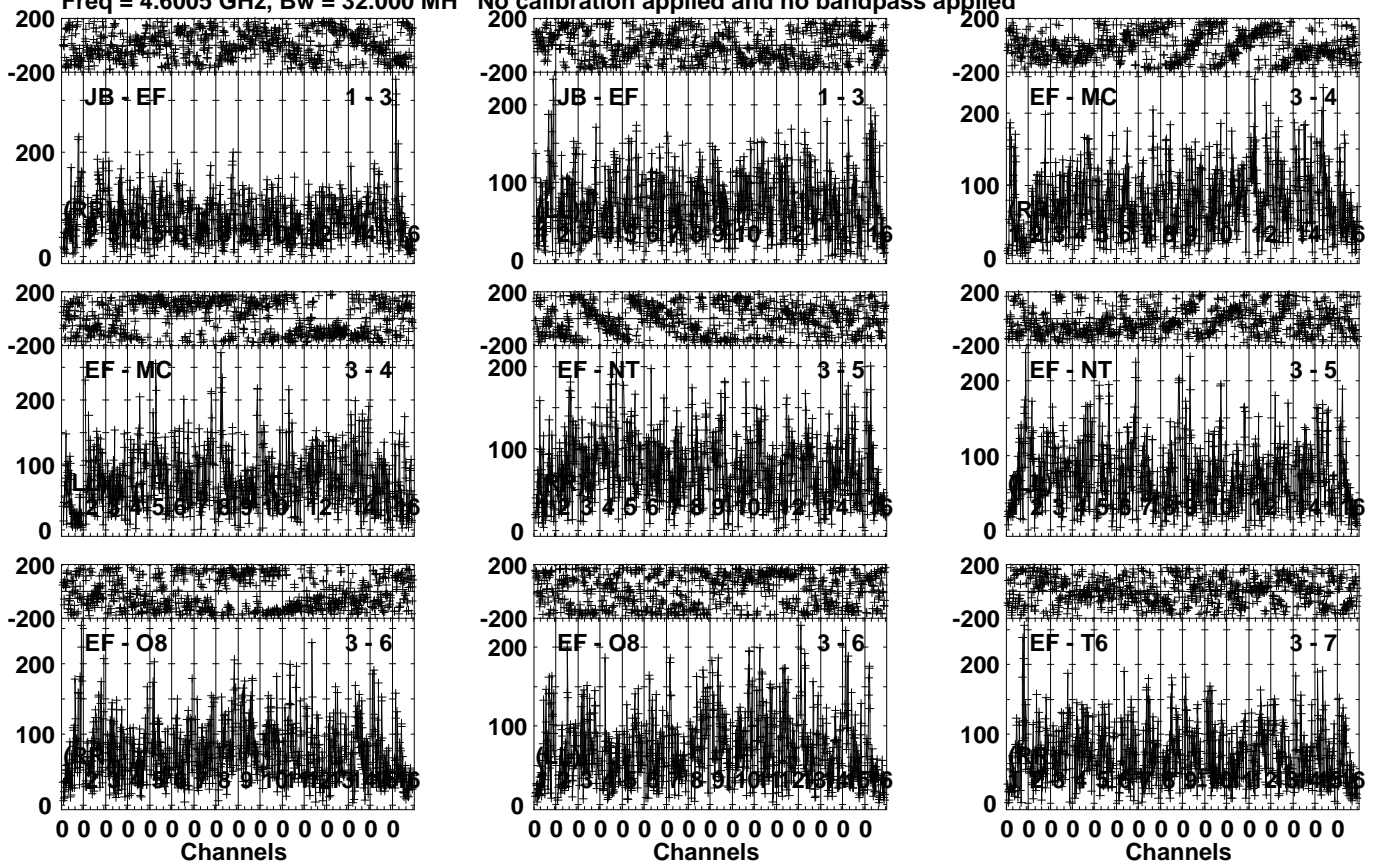 Freq = 4.6005 GHz, Bw = 32.000 MH No calibration applied and no bandpass applied
200 200 200
-200 -200 -200
JB - EF 1 - 3 JB - EF 1 - 3 EF - MC 3 - 4
200 200 200
100 100
0 0 0
200 200 200
-200 -200 -200
EF - MC 3 - 4 EF - NT 3 - 5 EF - NT 3 - 5
200 200 200
100 100 100
0 0 0
200 200 200
-200 -200 -200
EF - O8 3 - 6 EF - O8 3 - 6 EF - T6 3 - 7
200 200 200
100 100 100
0 0 0
0 0 0 0 0 0 0 0 0 0 0 0 0 0 0 0 0 0 0 0 0 0 0 0 0 0 0 0 0 0 0 0 0 0 0 0 0 0 0 0 0 0 0 0 0 0 0 0
Channels Channels Channels